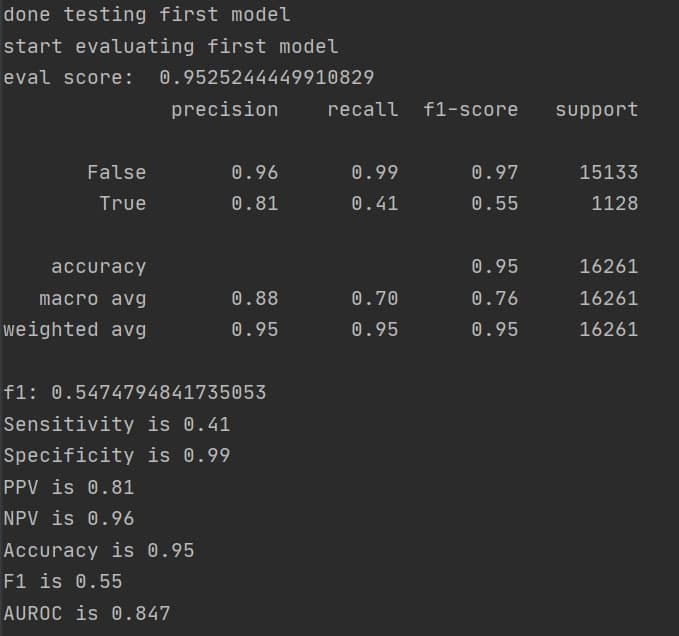 done testing first model
start evaluating first model
eval score:  0.9525244449910829
              precision    recall  f1-score   support

       False       0.96      0.99      0.97     15133
        True       0.81      0.41      0.55      1128

    accuracy                           0.95     16261
   macro avg       0.88      0.70      0.76     16261
weighted avg       0.95      0.95      0.95     16261

f1: 0.5474794841735053
Sensitivity is 0.41
Specificity is 0.99
PPV is 0.81
NPV is 0.96
Accuracy is 0.95
F1 is 0.55
AUROC is 0.847